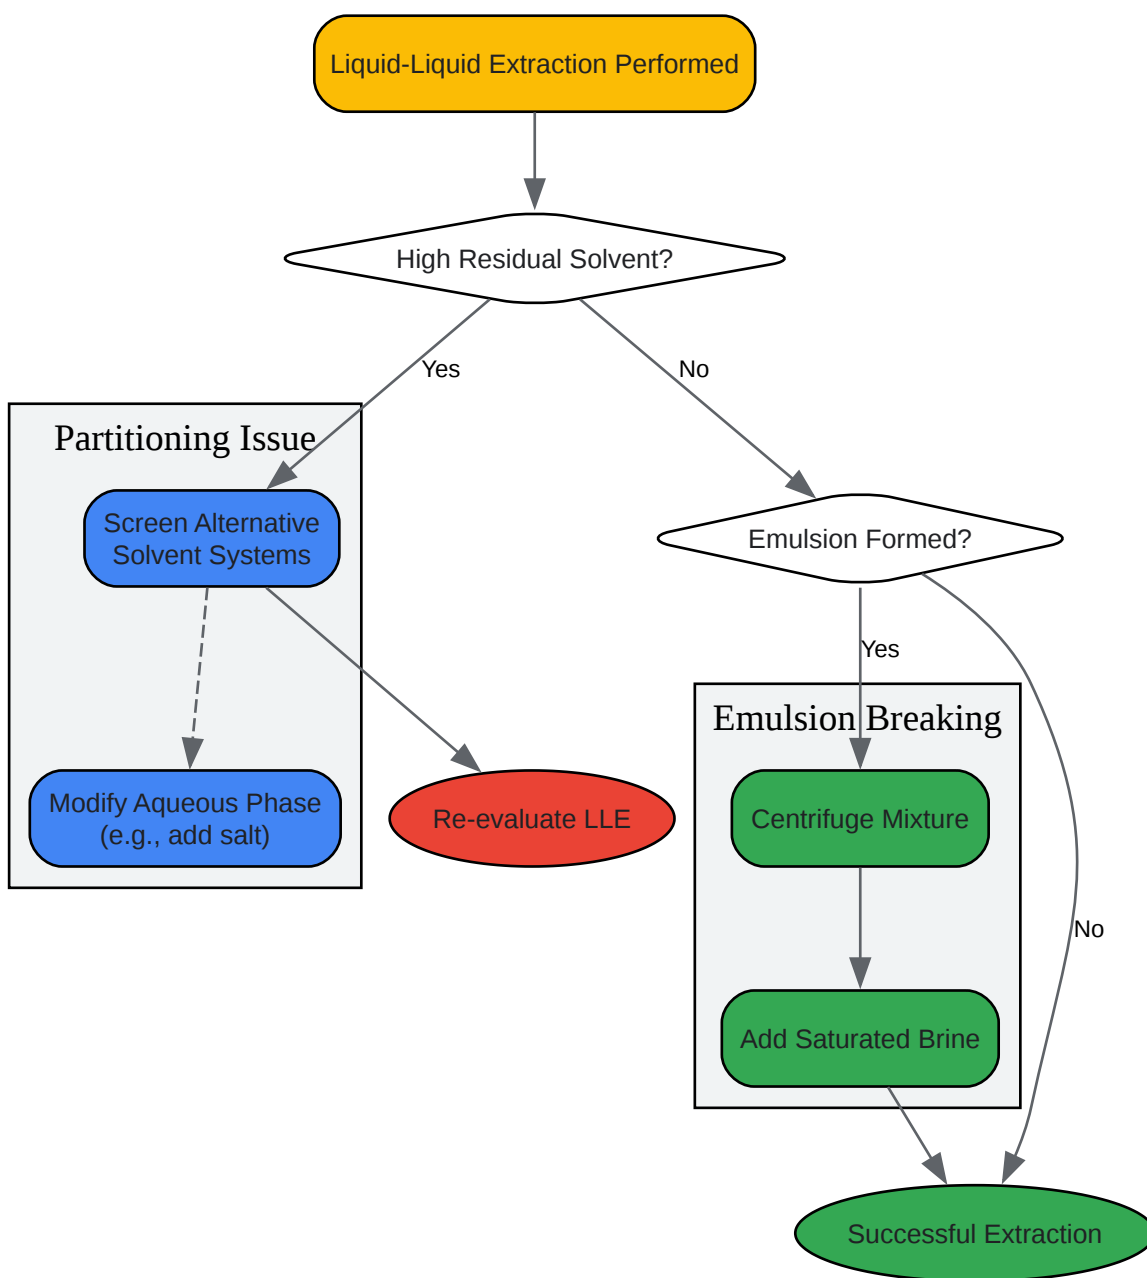 Liquid-Liquid Extraction Performed
High Residual Solvent?
Yes
No
Partitioning Issue
Screen Alternative
Solvent Systems
Emulsion Formed?
Yes
Emulsion Breaking
Modify Aqueous Phase
(e.g., add salt)
Re-evaluate LLE
Centrifuge Mixture
No
Add Saturated Brine
Successful Extraction